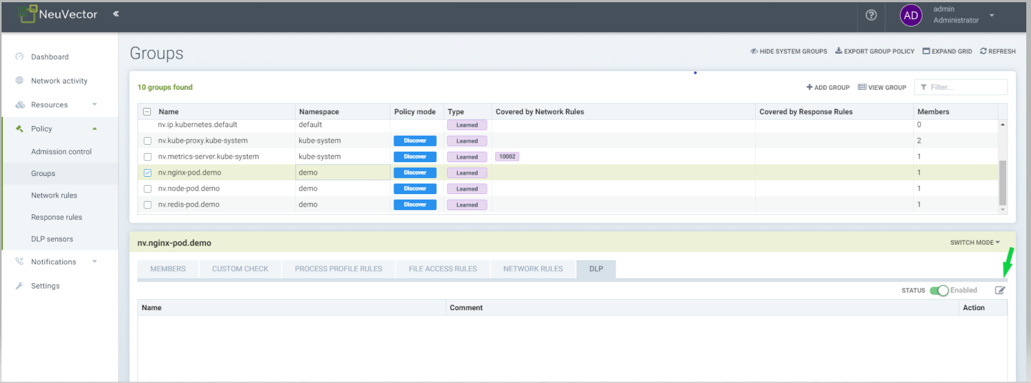 NeuVector «
AD admin
Administrator
Dashboard
Network activity
Resources
Policy
Admission control
Groups
Network rules
Response rules
DLP sensors
Notifications
Settings
Groups
HIDE SYSTEM GROUPS EXPORT GROUP POLICY EXPAND GRID REFRESH
10 groups found
+ ADD GROUP VIEW GROUP Filter...
Name Namespace Policy mode Type Covered by Network Rules Covered by Response Rules Members
nv.ip.kubernetes.default default Learned 0
nv.kube-proxy.kube-system kube-system Discover Learned 2
nv.metrics-server.kube-system kube-system Discover Learned 10002 1
nv.nginx-pod.demo demo Discover Learned 1
nv.node-pod.demo demo Discover Learned 1
nv.redis-pod.demo demo Discover Learned 1
nv.nginx-pod.demo SWITCH MODE
MEMBERS CUSTOM CHECK PROCESS PROFILE RULES FILE ACCESS RULES NETWORK RULES DLP
STATUS Enabled
Name Comment Action